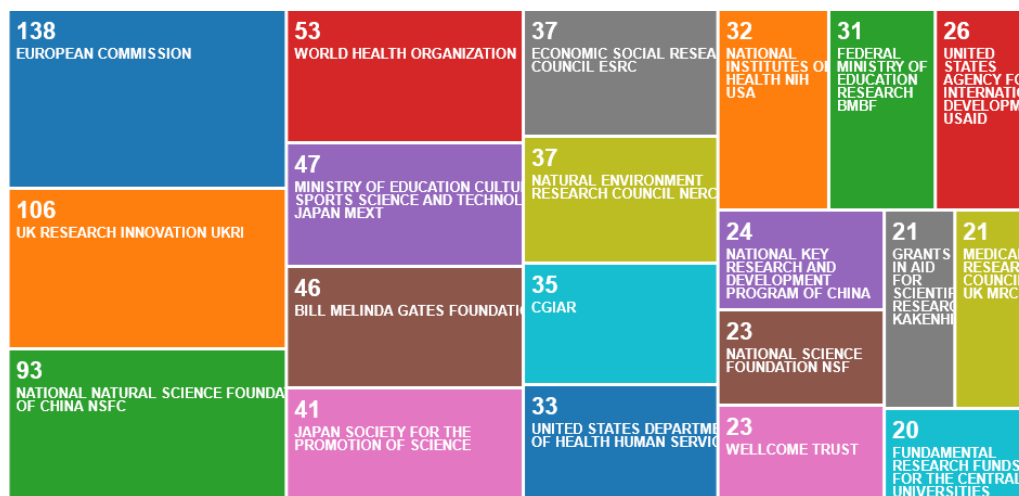 138
EUROPEAN COMMISSION
106
UK RESEARCH INNOVATION UKRI
93
NATIONAL NATURAL SCIENCE FOUNDA
OF CHINA NSFC
53
WORLD HEALTH ORGANIZATION
47
MINISTRY OF EDUCATION CULTU
SPORTS SCIENCE AND TECHNOL
JAPAN MEXT
46
BILL MELINDA GATES FOUNDATIO
41
JAPAN SOCIETY FOR THE
PROMOTION OF SCIENCE
37
ECONOMIC SOCIAL RESEA
COUNCIL ESRC
37
NATURAL ENVIRONMENT
RESEARCH COUNCIL NERC
35
CGIAR
33
UNITED STATES DEPARTME
OF HEALTH HUMAN SERVIC
32
NATIONAL
INSTITUTES OF
HEALTH NIH
USA
31
FEDERAL
MINISTRY OF
EDUCATION
RESEARCH
BMBF
26
UNITED
STATES
AGENCY FO
INTERNATIO
DEVELOPM
USAID
24
NATIONAL KEY
RESEARCH AND
DEVELOPMENT
PROGRAM OF CHINA
23
NATIONAL SCIENCE
FOUNDATION NSF
23
WELLCOME TRUST
21
GRANTS
IN AID
FOR
SCIENTIF
RESEARC
KAKENHI
21
MEDICA
RESEARC
COUNCI
UK MRC
20
FUNDAMENTAL
RESEARCH FUNDS
FOR THE CENTRAL
UNIVERSITIES